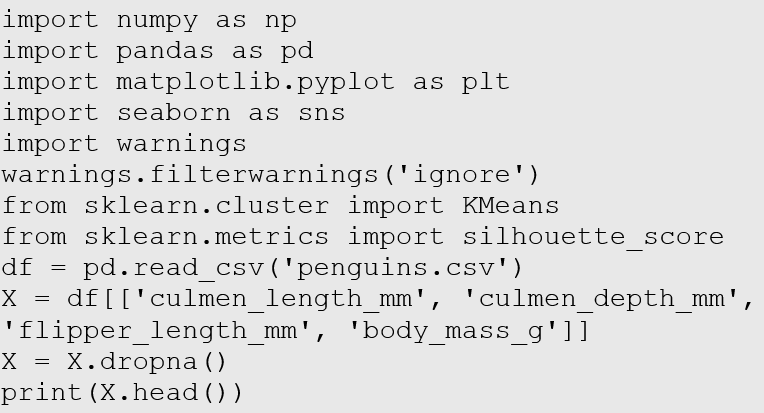 import numpy as np
import pandas as pd
import matplotlib.pyplot as plt
import seaborn as sns
import warnings
warnings.filterwarnings('ignore')
from sklearn.cluster import KMeans
from sklearn.metrics import silhouette_score
df = pd.read_csv('penguins.csv')
X = df[['culmen_length_mm', 'culmen_depth_mm',
'flipper_length_mm', 'body_mass_g']]
X = X.dropna()
print(X.head())